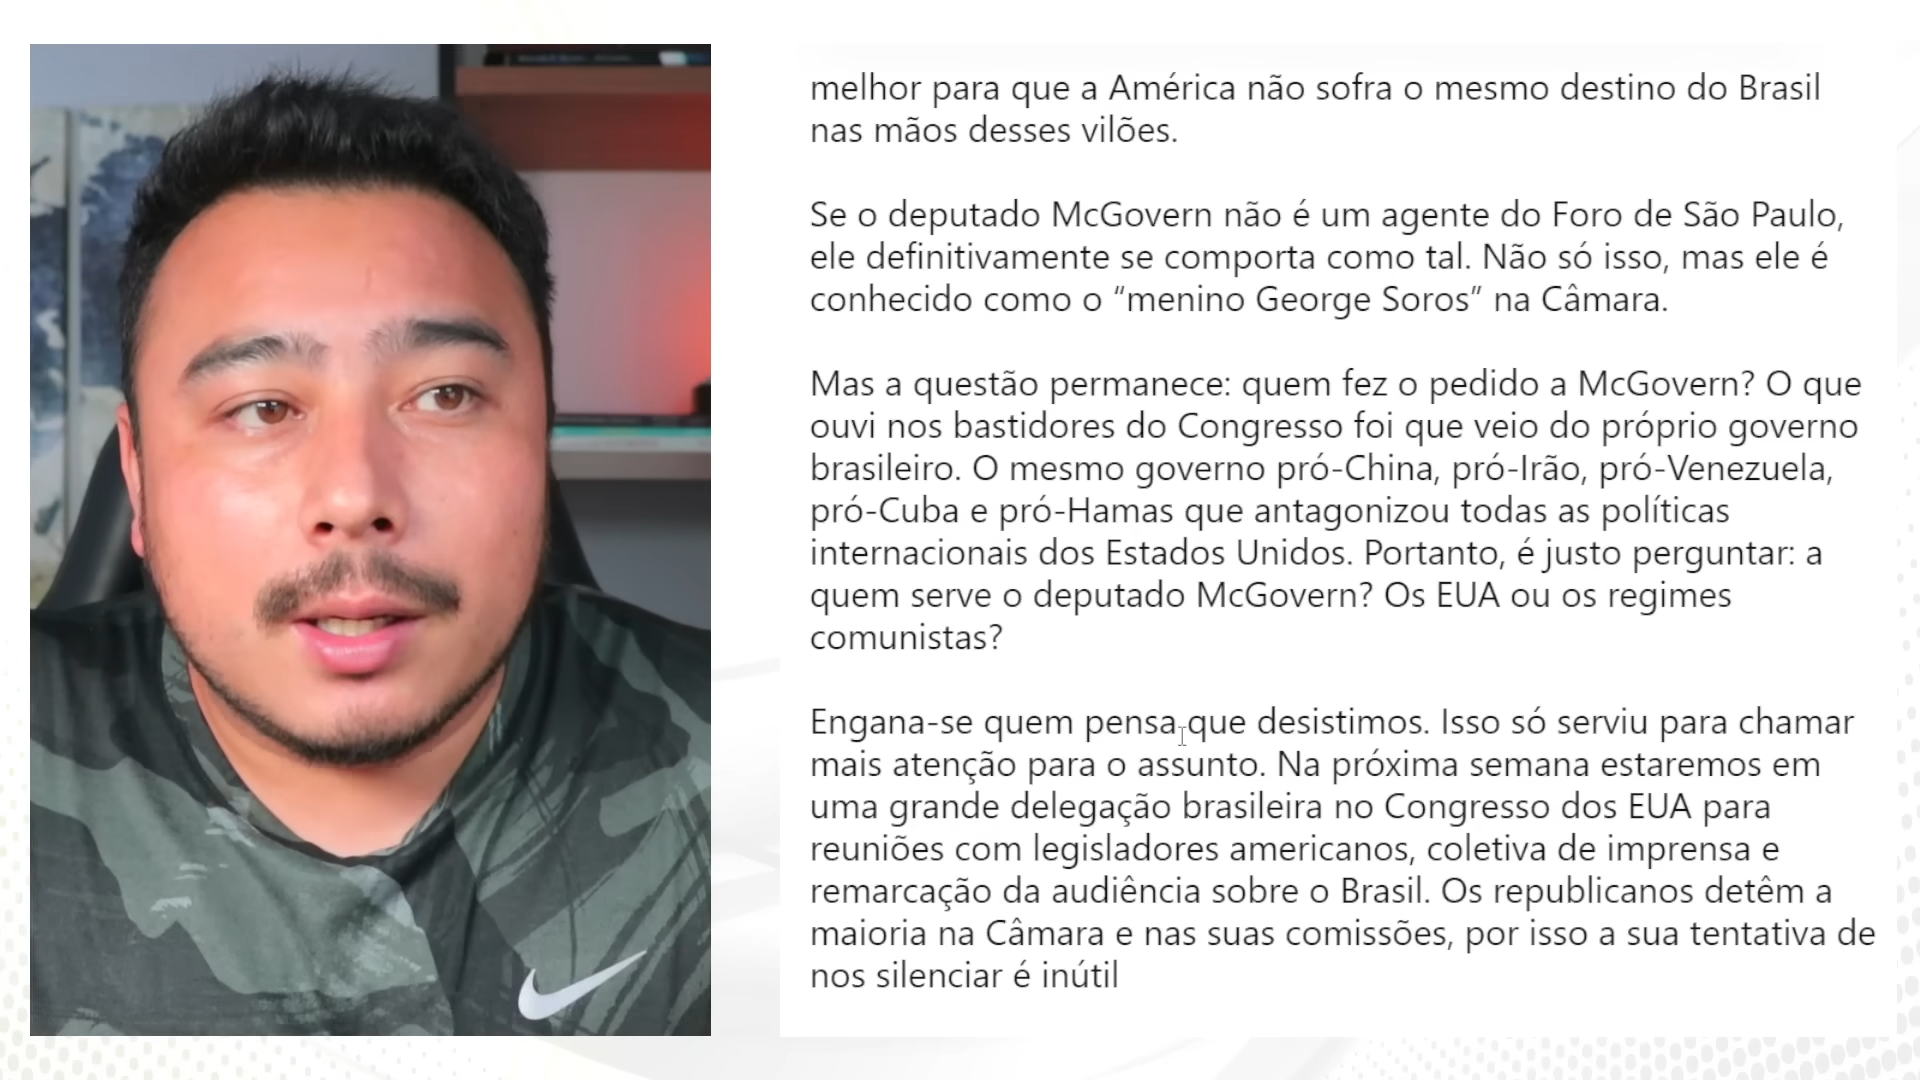 melhor para que a América não sofra o mesmo destino do Brasil
nas mãos desses vilões.
Se o deputado McGovern não é um agente do Foro de São Paulo,
ele definitivamente se comporta como tal. Não só isso, mas ele é
conhecido como o “menino George Soros” na Câmara.
Mas a questão permanece: quem fez o pedido a McGovern? O que
ouvi nos bastidores do Congresso foi que veio do próprio governo
brasileiro. O mesmo governo pró-China, pró-Irão, pró-Venezuela,
pró-Cuba e pró-Hamas que antagonizou todas as políticas
internacionais dos Estados Unidos. Portanto, é justo perguntar: a
quem serve o deputado McGovern? Os EUA ou os regimes
comunistas?
Engana-se quem pensa que desistimos. Isso só serviu para chamar
mais atenção para o assunto. Na próxima semana estaremos em
uma grande delegação brasileira no Congresso dos EUA para
reuniões com legisladores americanos, coletiva de imprensa e
remarcação da audiência sobre o Brasil. Os republicanos detêm a
maioria na Câmara e nas suas comissões, por isso a sua tentativa de
nos silenciar é inútil